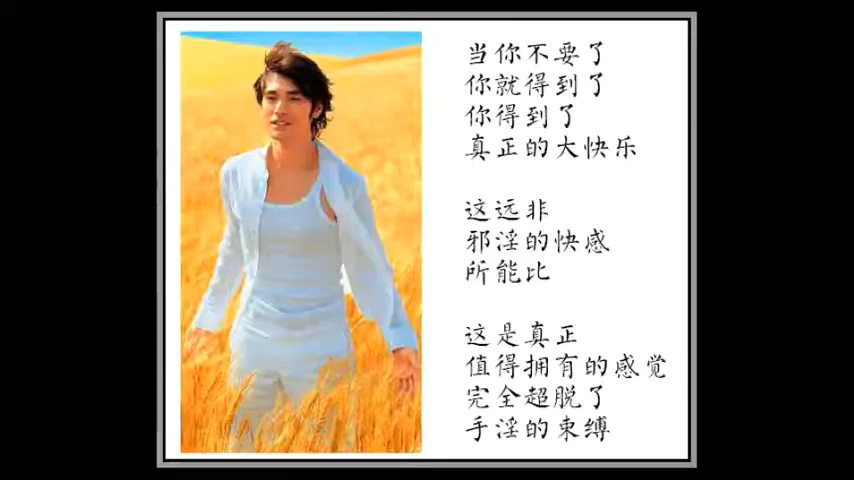 当你不要了
你就得到了
你得到了
真正的大快乐
这远非
邪淫的快感
所能比
这是真正
值得拥有的感觉
完全超脱了
手淫的束缚